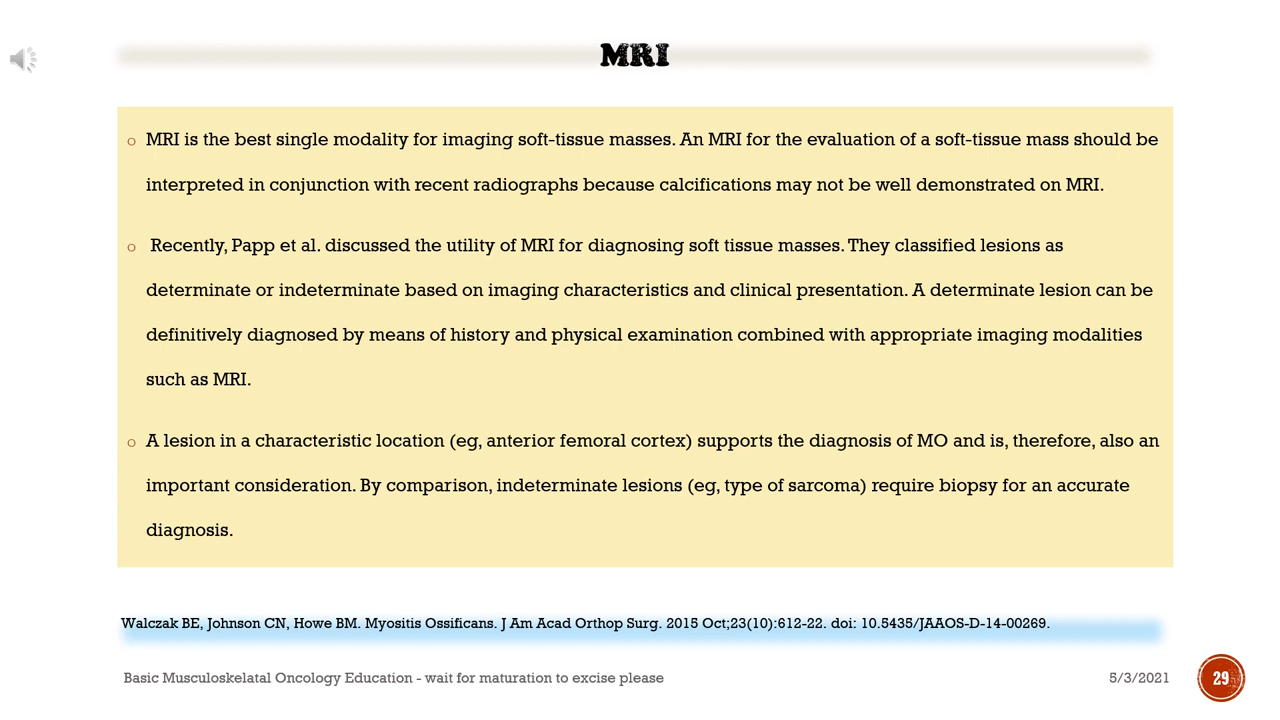 MRI
o MRI is the best single modality for imaging soft-tissue masses. An MRI for the evaluation of a soft-tissue mass should be
interpreted in conjunction with recent radiographs because calcifications may not be well demonstrated on MRI.
o Recently, Papp et al. discussed the utility of MRI for diagnosing soft tissue masses. They classified lesions as
determinate or indeterminate based on imaging characteristics and clinical presentation. A determinate lesion can be
definitively diagnosed by means of history and physical examination combined with appropriate imaging modalities
such as MRI.
o A lesion in a characteristic location (eg, anterior femoral cortex) supports the diagnosis of MO and is, therefore, also an
important consideration. By comparison, indeterminate lesions (eg, type of sarcoma) require biopsy for an accurate
diagnosis.
Walczak BE, Johnson CN, Howe BM. Myositis Ossificans. J Am Acad Orthop Surg. 2015 Oct;23(10):612-22. doi: 10.5435/JAAOS-D-14-00269.
Basic Musculoskelatal Oncology Education - wait for maturation to excise please
5/3/2021
29